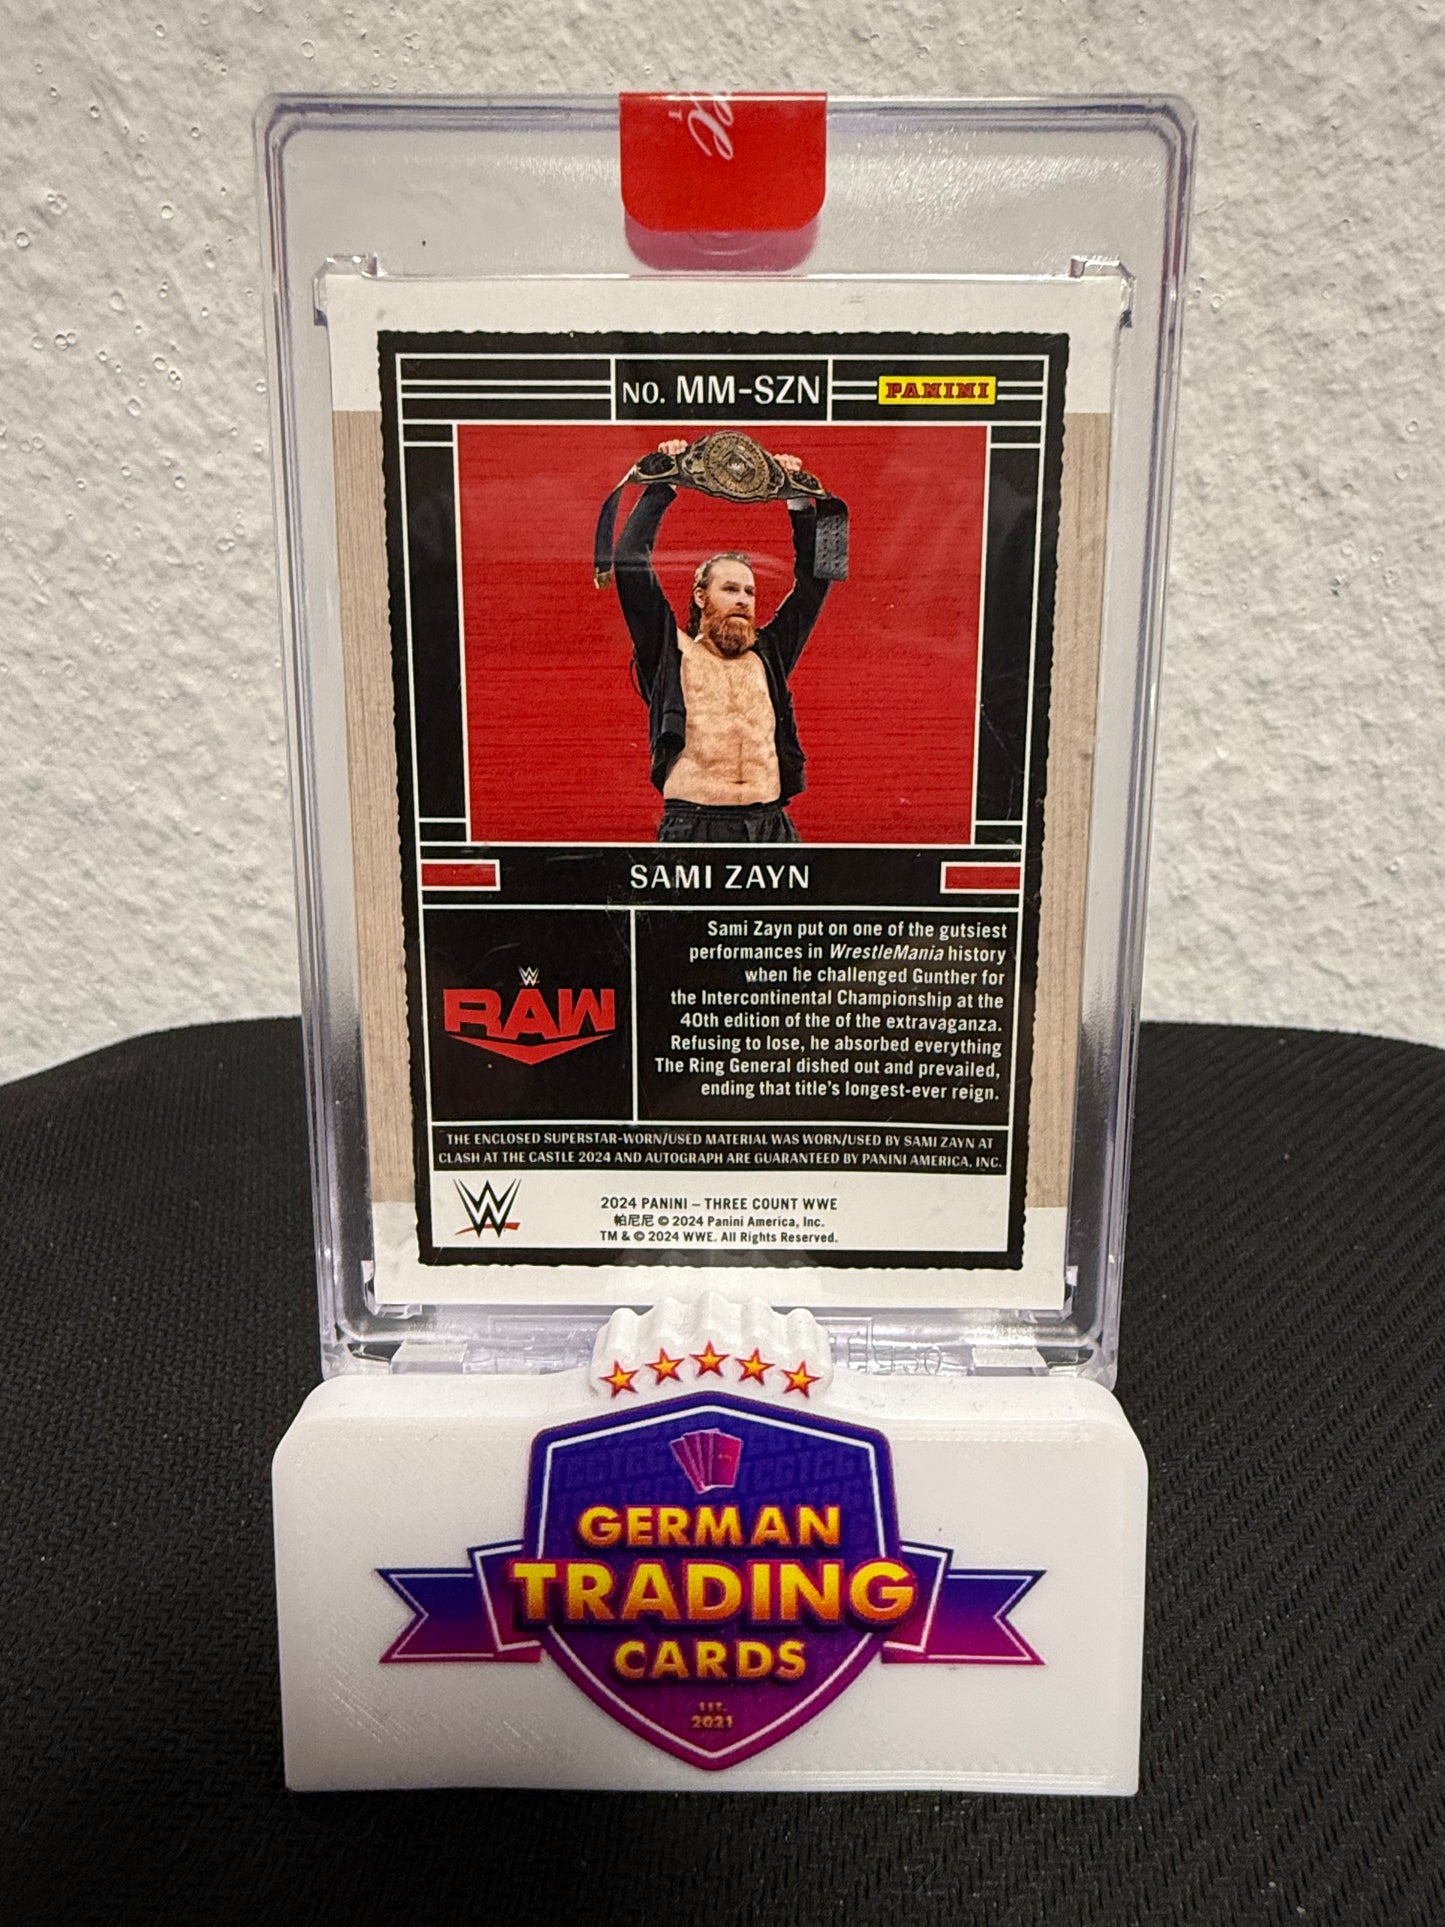 NO. MM-SZN
PANINI
SAMI ZAYN
Sami Zayn put on one of the gutsiest
performances in WrestleMania history
when he challenged Gunther for
the Intercontinental Championship at the
40th edition of the of the extravaganza.
Refusing to lose, he absorbed everything
The Ring General dished out and prevailed,
ending that title's longest-ever reign.
W
RAW
THE ENCLOSED SUPERSTAR-WORN/USED MATERIAL WAS WORN/USED BY SAMI ZAYN AT
CLASH AT THE CASTLE 2024 AND AUTOGRAPH ARE GUARANTEED BY PANINI AMERICA, INC.
W
2024 PANINI – THREE COUNT WWE
帕尼尼 © 2024 Panini America, Inc.
TM & © 2024 WWE. All Rights Reserved.
GERMAN
TRADING
CARDS
EST.
2021